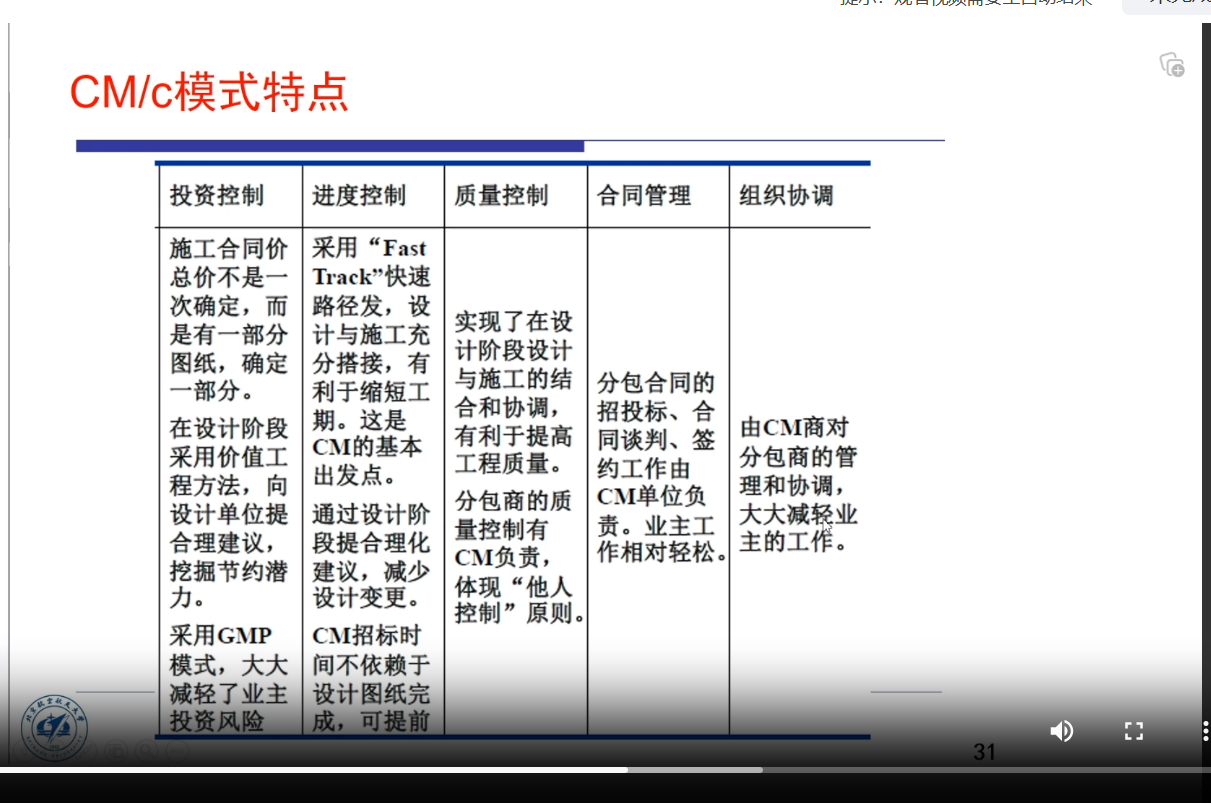 CM/c模式特点
投资控制
进度控制
质量控制
合同管理
组织协调
施工合同价
总价不是一
次确定，而
是有一部分
图纸，确定
一部分。
在设计阶段
采用价值工
程方法，向
设计单位提
合理建议，
挖掘节约潜
力。
采用GMP
模式，大大
减轻了业主
投资风险
采用“Fast
Track”快速
路径发，设
计与施工充
分搭接，有
利于缩短工
期。这是
CM的基本
出发点。
通过设计阶
段提合理化
建议，减少
设计变更。
CM招标时
间不依赖于
设计图纸完
成，可提前
实现了在设
计阶段设计
与施工的结
合和协调，
有利于提高
工程质量。
分包商的质
量控制有
CM负责，
体现“他人
控制”原则。
分包合同的
招投标、合
同谈判、签
约工作由
CM单位负
责。业主工
作相对轻松。
由CM商对
分包商的管
理和协调，
大大减轻业
主的工作。
31